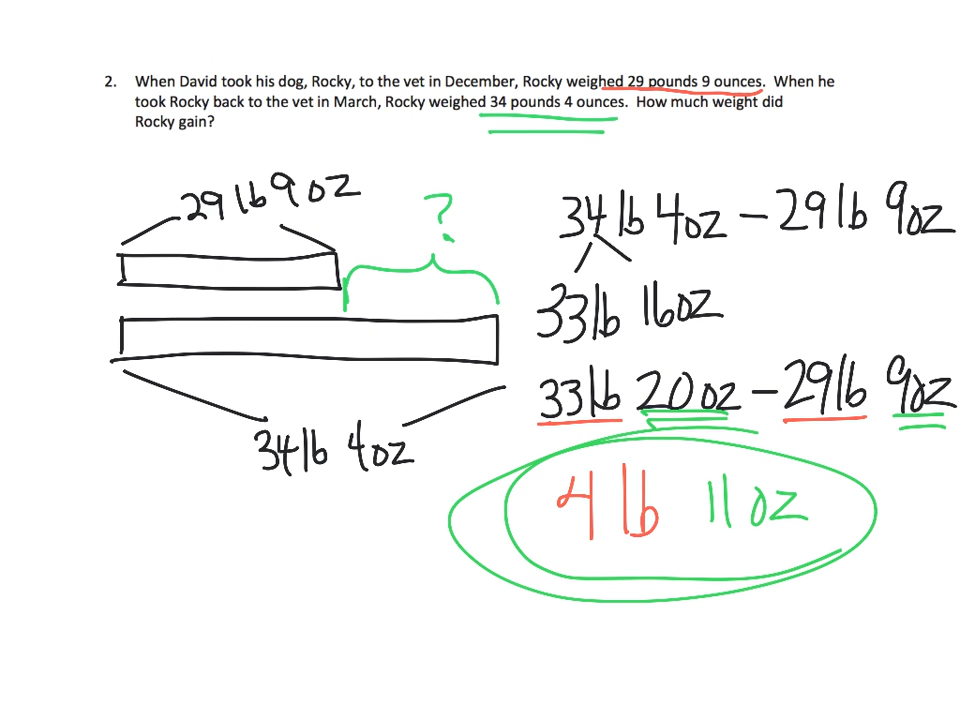 2. When David took his dog, Rocky, to the vet in December, Rocky weighed 29 pounds 9 ounces. When he
took Rocky back to the vet in March, Rocky weighed 34 pounds 4 ounces. How much weight did
Rocky gain?
29 lb 9 oz
?
34 lb 4 oz
34 lb 4 oz - 29 lb 9 oz
33 lb 16 oz
33 lb 20 oz - 29 lb 9 oz
4 lb 11 oz